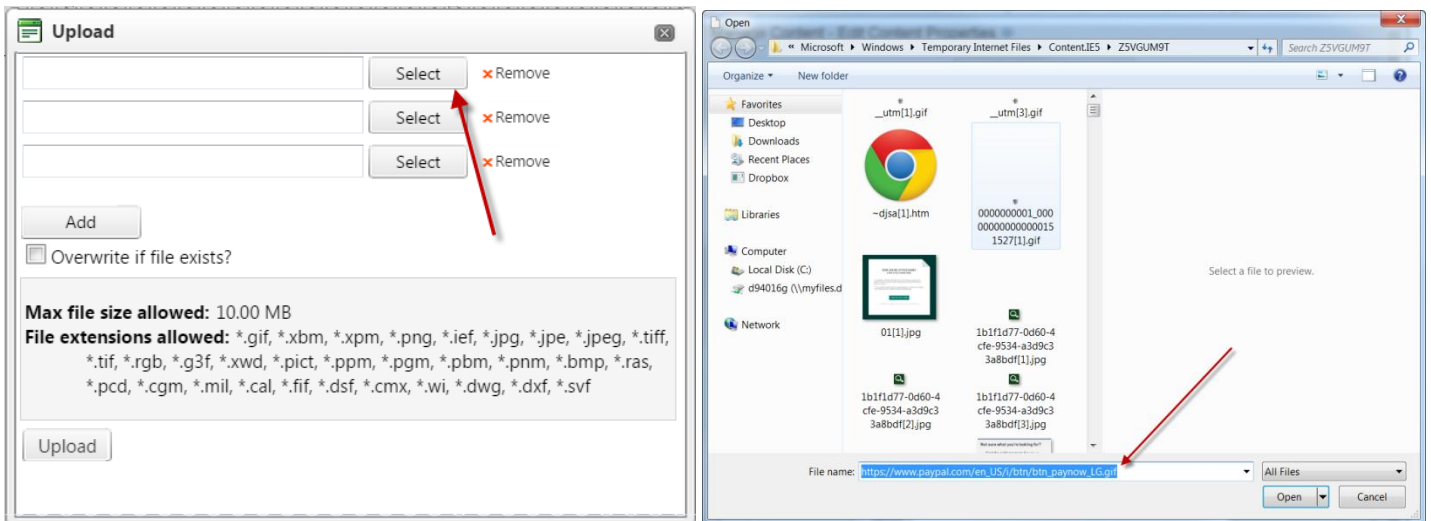 Upload
Select
Remove
Select
Remove
Select
Remove
Add
Overwrite if file exists?
Max file size allowed: 10.00 MB
File extensions allowed: *.gif, *.xbm, *.xpm, *.png, *.ief, *.jpg, *.jpe, *.jpeg, *.tiff,
*.tif, *.rgb, *.g3f, *.xwd, *.pict, *.ppm, *.pgm, *.pbm, *.pnm, *.bmp, *.ras,
*.pcd, *.cgm, *.mil, *.cal, *.fif, *.dsf, *.cmx, *.wi, *.dwg, *.dxf, *.svf
Upload
Open
« Microsoft ▸ Windows ▸ Temporary Internet Files ▸ Content.IE5 ▸ Z5VGUM9T
Search Z5VGUM9T
Organize
New folder
Favorites
Desktop
Downloads
Recent Places
Dropbox
Libraries
Computer
Local Disk (C:)
d94016g (\\myfiles.d
Network
__utm[1].gif
__utm[3].gif
~djsa[1].htm
0000000001_000
000000000000015
1527[1].gif
01[1].jpg
1b1f1d77-0d60-4
cfe-9534-a3d9c3
3a8bdf[1].jpg
1b1f1d77-0d60-4
cfe-9534-a3d9c3
3a8bdf[2].jpg
1b1f1d77-0d60-4
cfe-9534-a3d9c3
3a8bdf[3].jpg
Select a file to preview.
File name: https://www.paypal.com/en_US/i/btn/btn_paynow_LG.gif
All Files
Open
Cancel